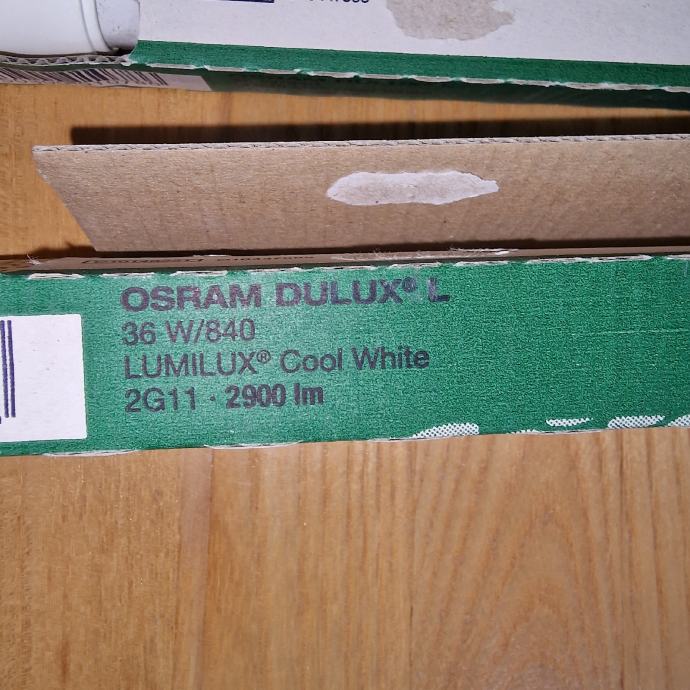 OSRAM DULUX® L
36 W/840
LUMILUX® Cool White
2G11 · 2900 lm